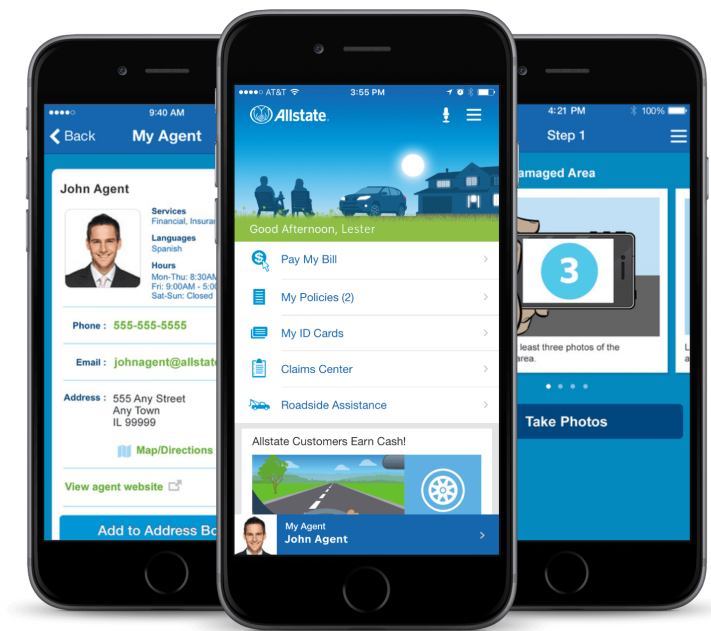 9:40 AM
Back
My Agent
John Agent
Services
Financial, Insura
Languages
Spanish
Hours
Mon-Thu: 8:30AM
Fri: 9:00AM - 5:00
Sat-Sun: Closed
Phone : 555-555-5555
Email : johnagent@allstat
Address : 555 Any Street
Any Town
IL 99999
Map/Directions
View agent website
Add to Address Bo
AT&T
3:55 PM
Allstate.
Good Afternoon, Lester
Pay My Bill
My Policies (2)
My ID Cards
Claims Center
Roadside Assistance
Allstate Customers Earn Cash!
My Agent
John Agent
4:21 PM
100%
Step 1
amaged Area
3
least three photos of the
area.
Take Photos